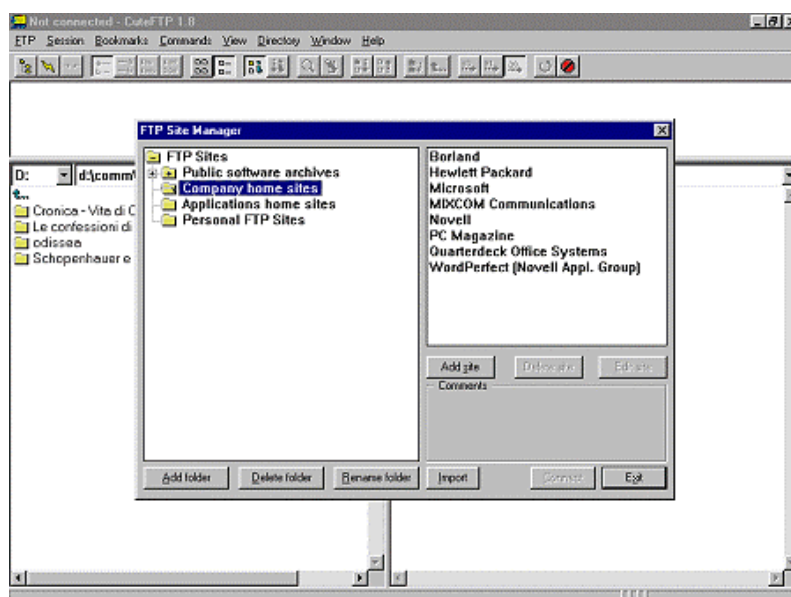 Not connected - CuteFTP 1.8
FTP Session Bookmarks Commands View Directory Window Help
FTP Site Manager
FTP Sites
Public software archives
Company home sites
Applications home sites
Personal FTP Sites
Borland
Hewlett Packard
Microsoft
MIXCOM Communications
Novell
PC Magazine
Quarterdeck Office Systems
WordPerfect (Novell Appl. Group)
D:
d:\comm\
Cronica - Vita di C
Le confessioni di
odissea
Schopenhauer e
Add site
Delete site
Edit site
Comments
Add folder
Delete folder
Rename folder
Import
Connect
Exit